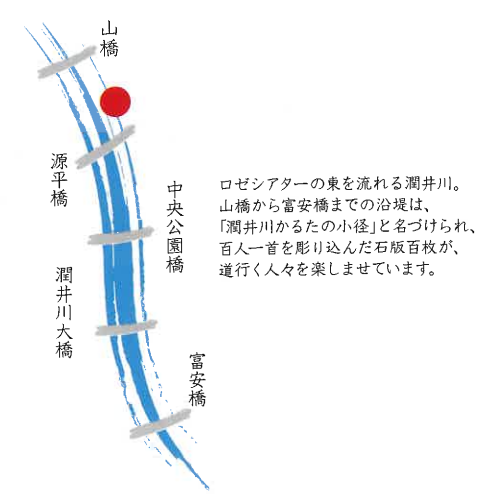 山橋
源平橋
中央公園橋
潤井川大橋
富安橋
ロゼシアターの東を流れる潤井川。
山橋から富安橋までの沿堤は、
「潤井川かるたの小径」と名づけられ、
百人一首を彫り込んだ石版百枚が、
道行く人々を楽しませています。